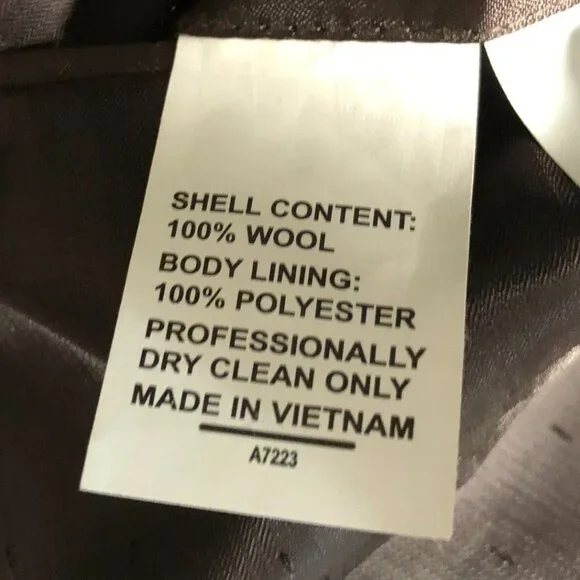 SHELL CONTENT:
100% WOOL
BODY LINING:
100% POLYESTER
PROFESSIONALLY
DRY CLEAN ONLY
MADE IN VIETNAM
A7223